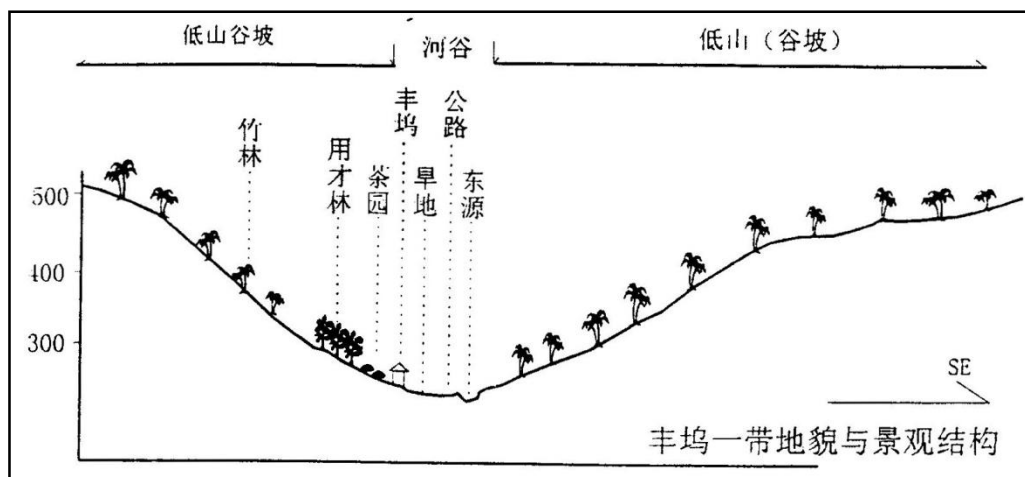 低山谷坡
河谷
低山（谷坡）
竹林
用才林
茶园
丰坞
旱地
公路
东源
500
400
300
SE
丰坞一带地貌与景观结构